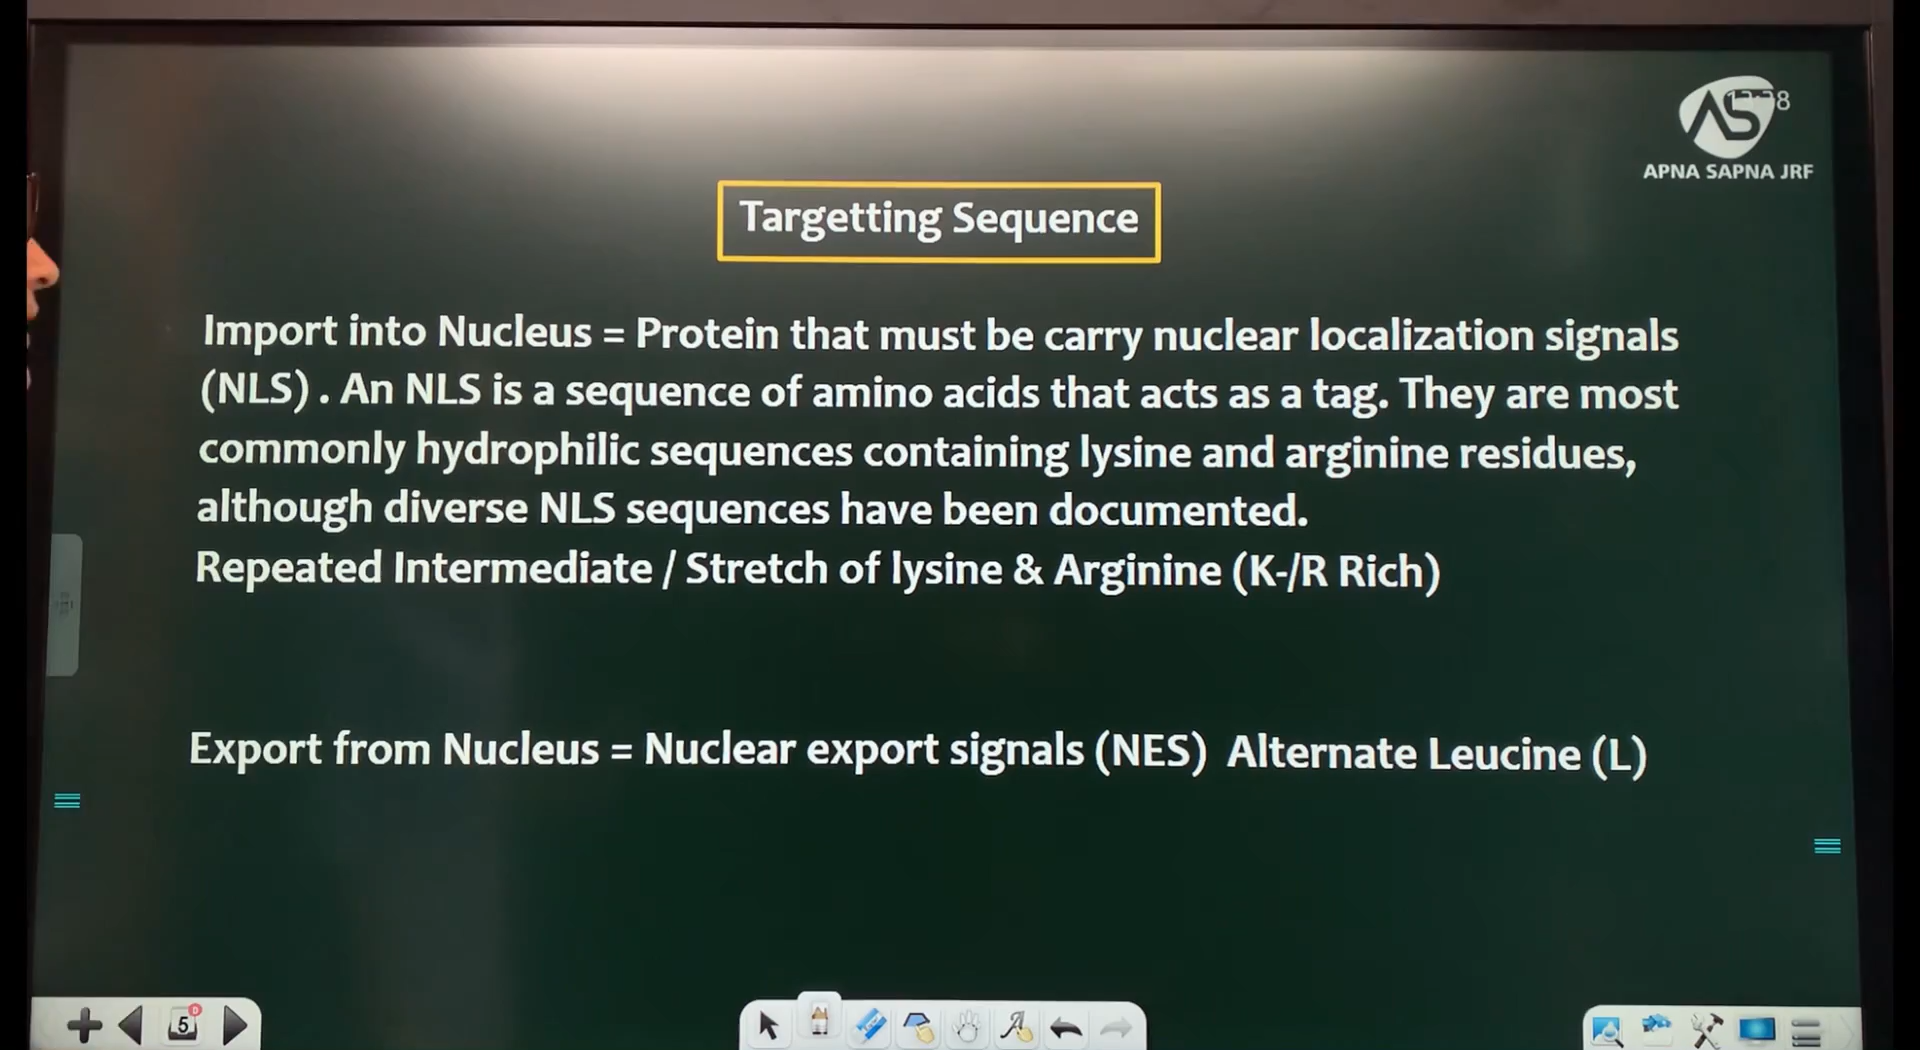 12:38
APNA SAPNA JRF
Targetting Sequence
Import into Nucleus = Protein that must be carry nuclear localization signals
(NLS) . An NLS is a sequence of amino acids that acts as a tag. They are most
commonly hydrophilic sequences containing lysine and arginine residues,
although diverse NLS sequences have been documented.
Repeated Intermediate / Stretch of lysine & Arginine (K-/R Rich)
Export from Nucleus = Nuclear export signals (NES) Alternate Leucine (L)
5